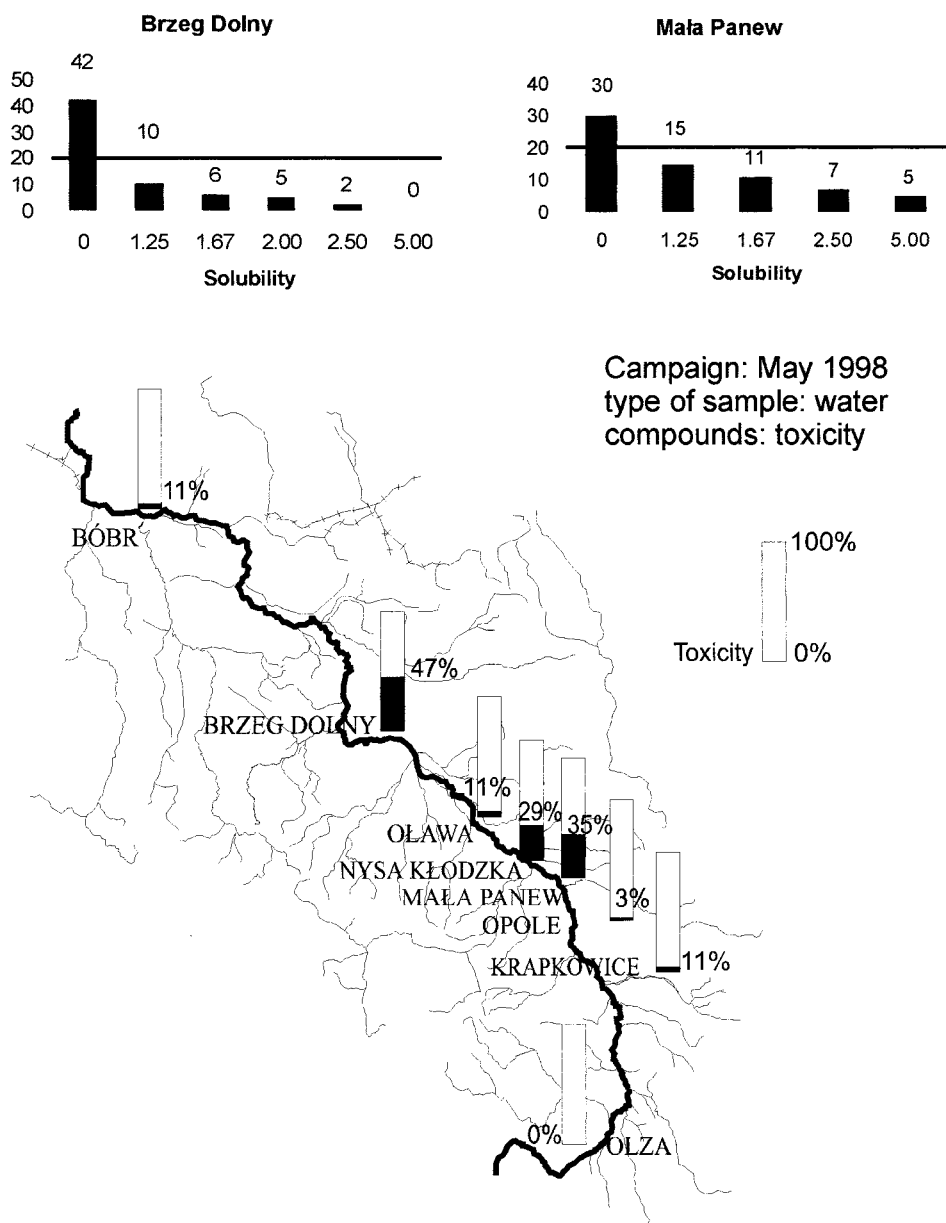 Brzeg Dolny
42
50
40
30
20
10
0
10
6
5
2
0
0
1.25
1.67
2.00
2.50
5.00
Solubility
Mała Panew
30
40
30
20
10
0
15
11
7
5
0
1.25
1.67
2.50
5.00
Solubility
Campaign: May 1998
type of sample: water
compounds: toxicity
100%
Toxicity
0%
11%
BÓBR
47%
BRZEG DOLNY
11%
OŁAWA
29%
NYSA KŁODZKA
35%
MAŁA PANEW
3%
OPOLE
11%
KRAPKOWICE
0%
OLZA